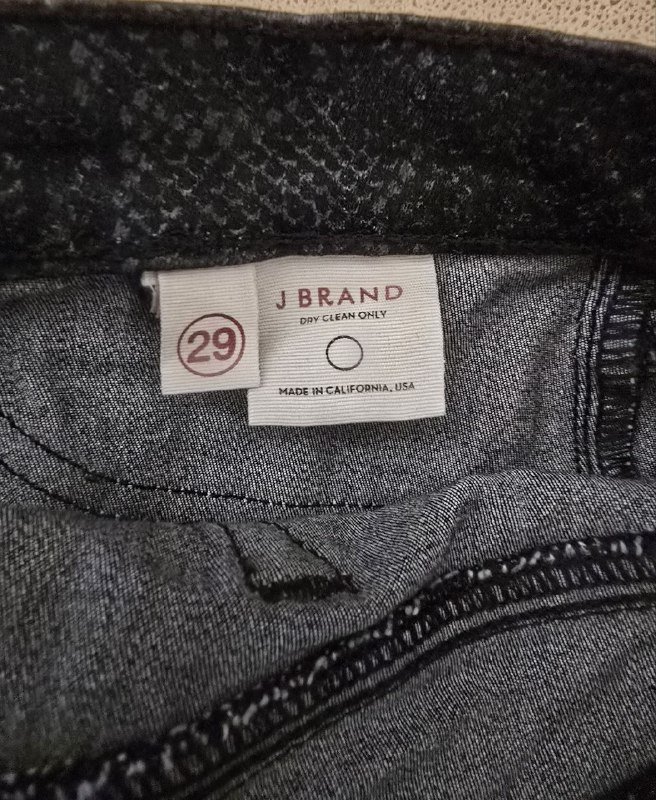 29
J BRAND
DRY CLEAN ONLY
MADE IN CALIFORNIA, USA